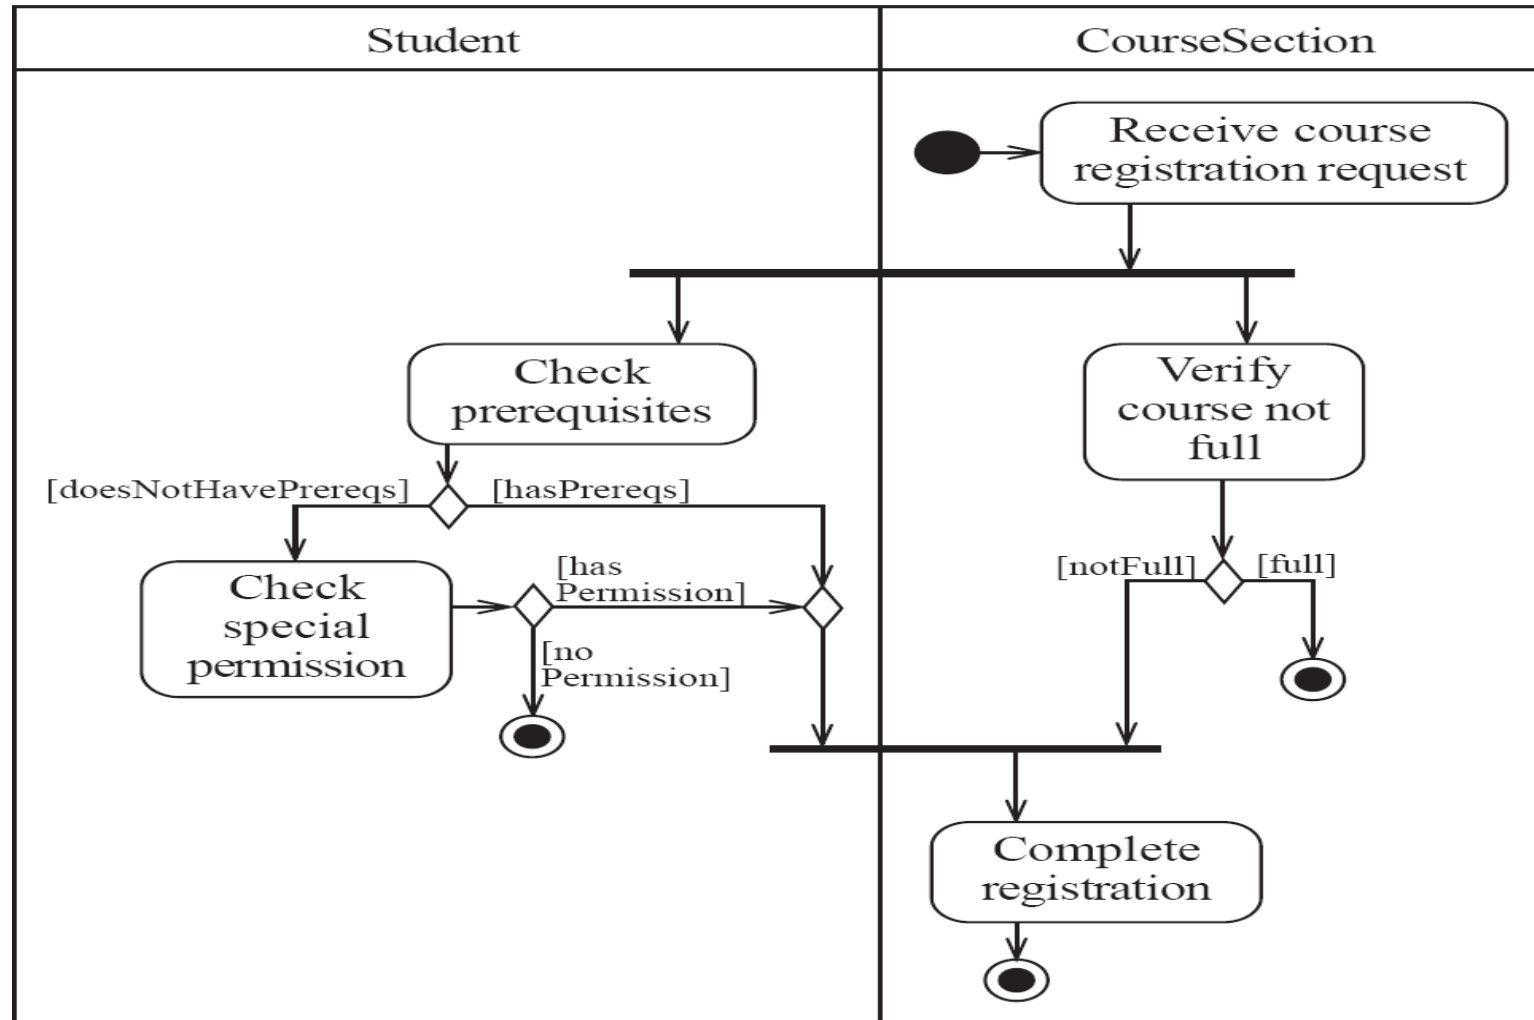 Student
CourseSection
Receive course
registration request
Check
prerequisites
Verify
course not
full
[doesNotHavePrereqs]
[hasPrereqs]
Check
special
permission
[has
Permission]
[no
Permission]
[notFull]
[full]
Complete
registration